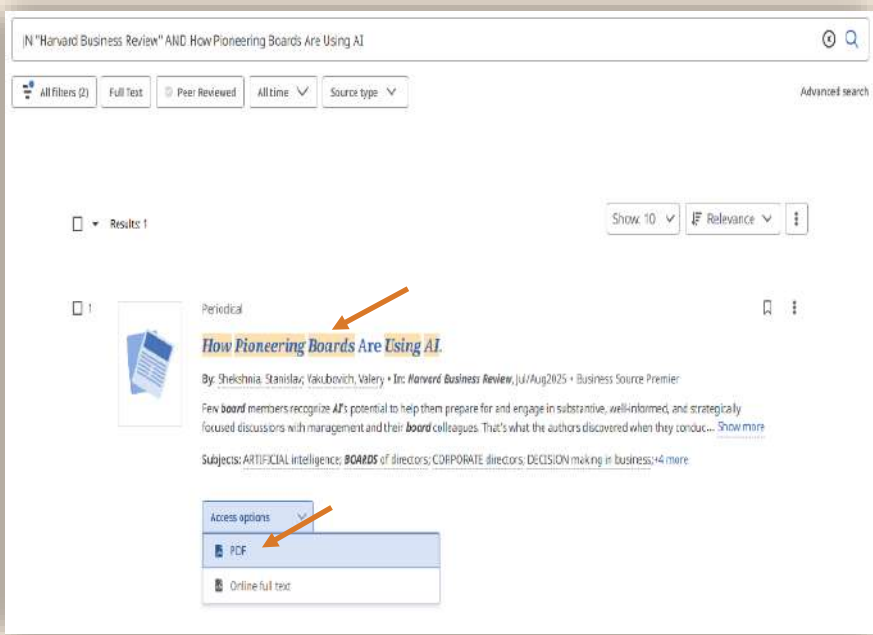 JN "Harvard Business Review" AND How Pioneering Boards Are Using AI
All filters (2) Full Text Peer Reviewed All time Source type Advanced search
Results: 1 Show: 10 Relevance
1 Periodical
How Pioneering Boards Are Using AI.
By: Shekshnia, Stanislav; Yakubovich, Valery • In: Harvard Business Review, Jul/Aug2025 • Business Source Premier
Few board members recognize AI's potential to help them prepare for and engage in substantive, well-informed, and strategically
focused discussions with management and their board colleagues. That's what the authors discovered when they conduc... Show more
Subjects: ARTIFICIAL intelligence; BOARDS of directors; CORPORATE directors; DECISION making in business; +4 more
Access options
PDF
Online full text